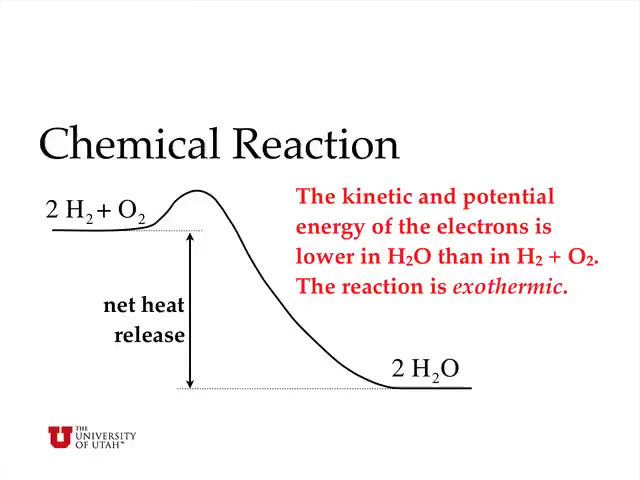 Chemical Reaction
2 H₂ + O₂
The kinetic and potential
energy of the electrons is
lower in H₂O than in H₂ + O₂.
The reaction is exothermic.
net heat
release
2 H₂O
U THE
UNIVERSITY
OF UTAH™